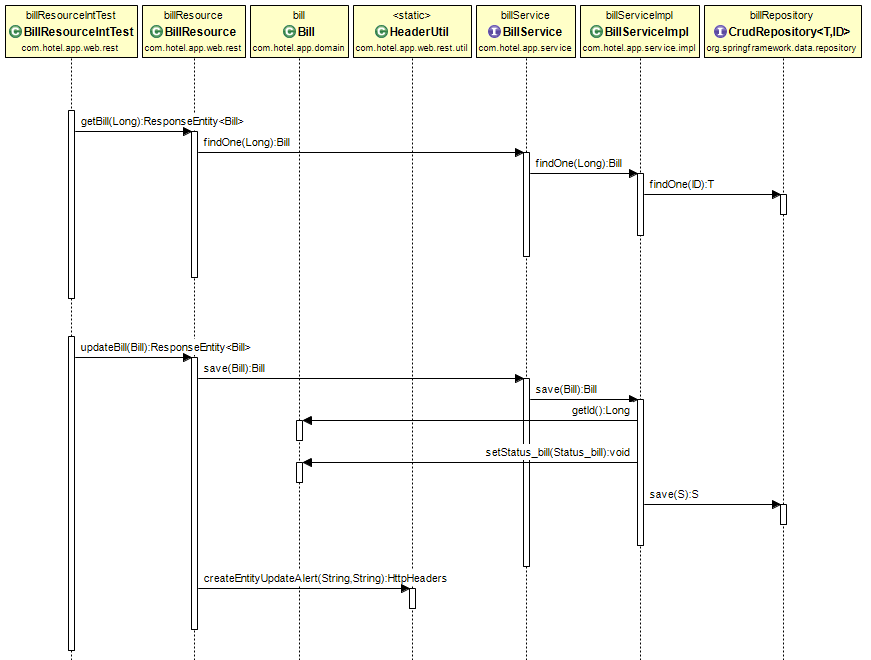 billResourceIntTest
BillResourceIntTest
com.hotel.app.web.rest
billResource
BillResource
com.hotel.app.web.rest
bill
Bill
com.hotel.app.domain
<static>
HeaderUtil
com.hotel.app.web.rest.util
billService
BillService
com.hotel.app.service
billServiceImpl
BillServiceImpl
com.hotel.app.service.impl
billRepository
CrudRepository<T,ID>
org.springframework.data.repository
getBill(Long):ResponseEntity<Bill>
findOne(Long):Bill
findOne(Long):Bill
findOne(ID):T
updateBill(Bill):ResponseEntity<Bill>
save(Bill):Bill
save(Bill):Bill
getId():Long
setStatus_bill(Status_bill):void
save(S):S
createEntityUpdateAlert(String,String):HttpHeaders